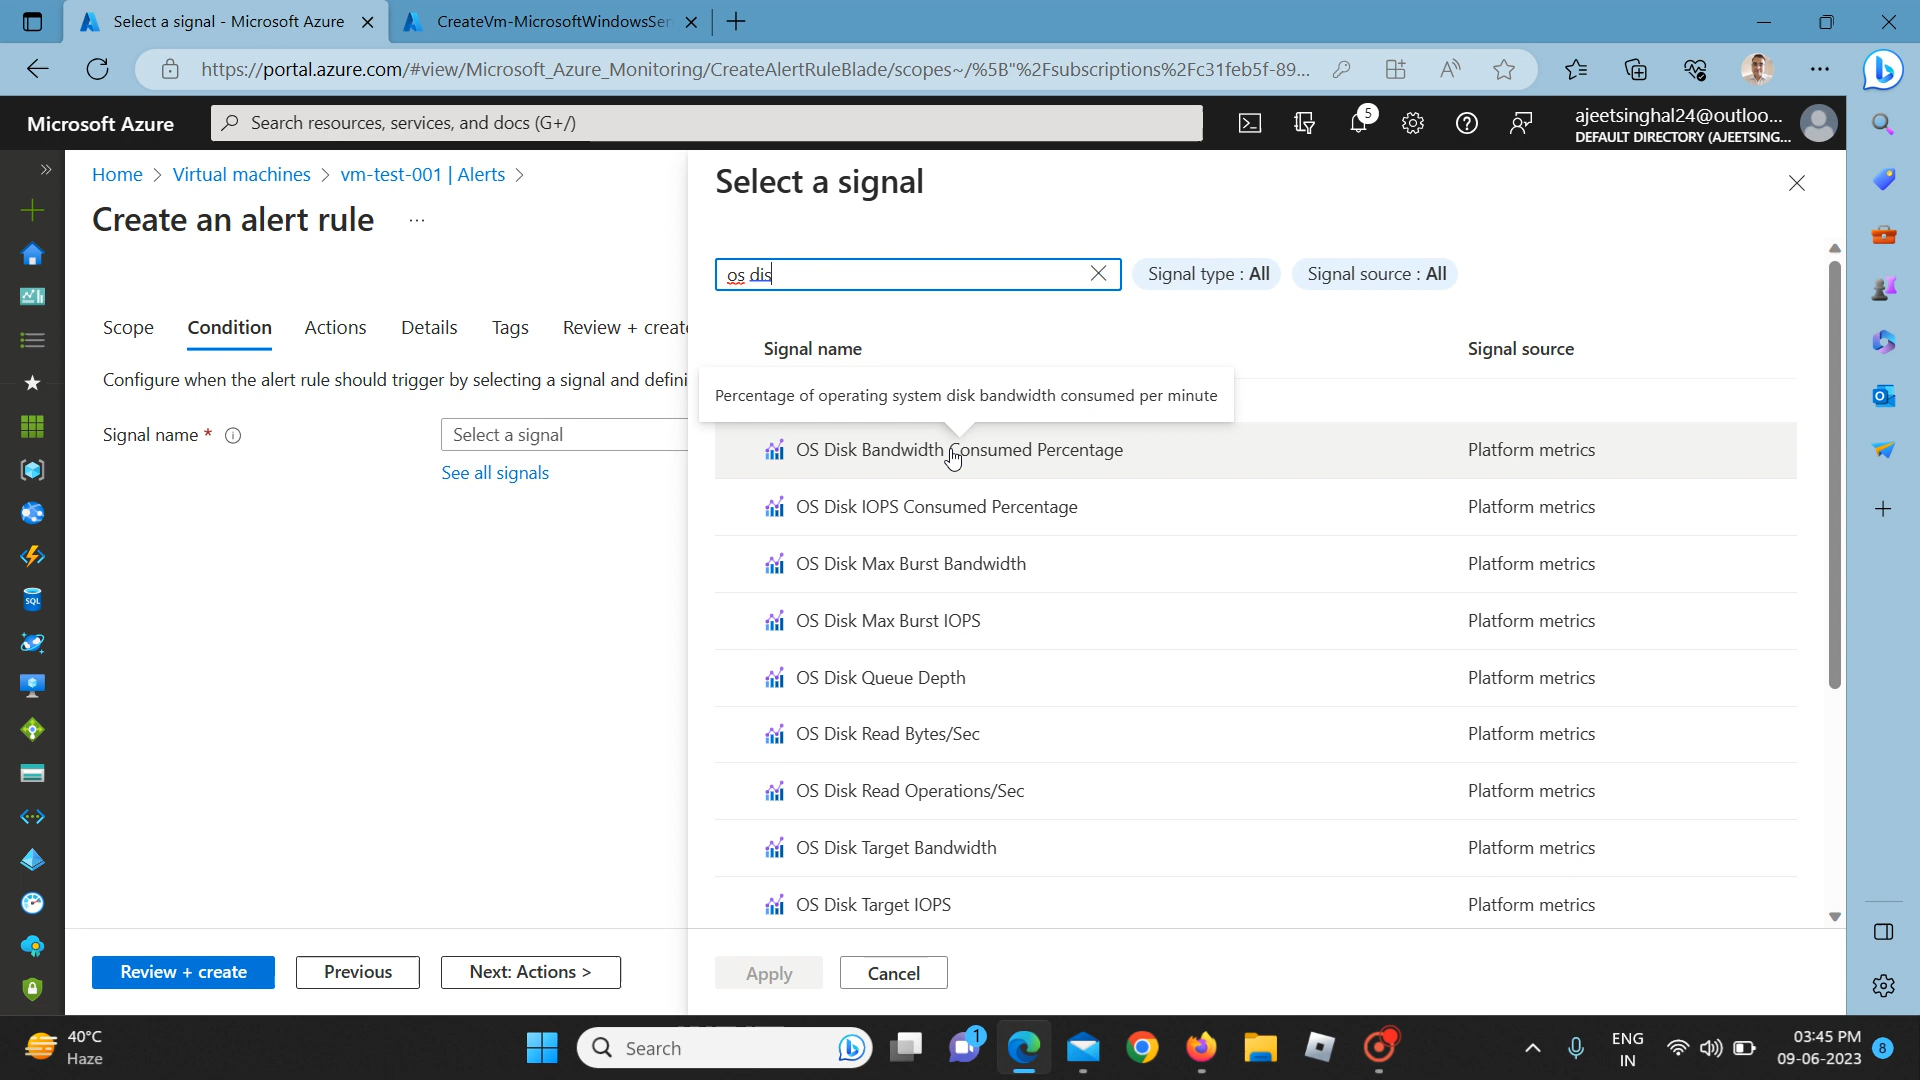 Select a signal - Microsoft Azure
CreateVm-MicrosoftWindowsSer
https://portal.azure.com/#view/Microsoft_Azure_Monitoring/CreateAlertRuleBlade/scopes~/%5B"%2Fsubscriptions%2Fc31feb5f-89...
Microsoft Azure
Search resources, services, and docs (G+/)
5
ajeetsinghal24@outloo...
DEFAULT DIRECTORY (AJEETSING...
Home > Virtual machines > vm-test-001 | Alerts >
Create an alert rule ...
Scope Condition Actions Details Tags Review + create
Configure when the alert rule should trigger by selecting a signal and defini
Signal name *
Select a signal
See all signals
Review + create
Previous
Next: Actions >
Select a signal
os dis
Signal type : All
Signal source : All
Signal name Signal source
Percentage of operating system disk bandwidth consumed per minute
OS Disk Bandwidth Consumed Percentage Platform metrics
OS Disk IOPS Consumed Percentage Platform metrics
OS Disk Max Burst Bandwidth Platform metrics
OS Disk Max Burst IOPS Platform metrics
OS Disk Queue Depth Platform metrics
OS Disk Read Bytes/Sec Platform metrics
OS Disk Read Operations/Sec Platform metrics
OS Disk Target Bandwidth Platform metrics
OS Disk Target IOPS Platform metrics
Apply
Cancel
SQL
40°C
Haze
Search
1
ENG
IN
03:45 PM
09-06-2023
8